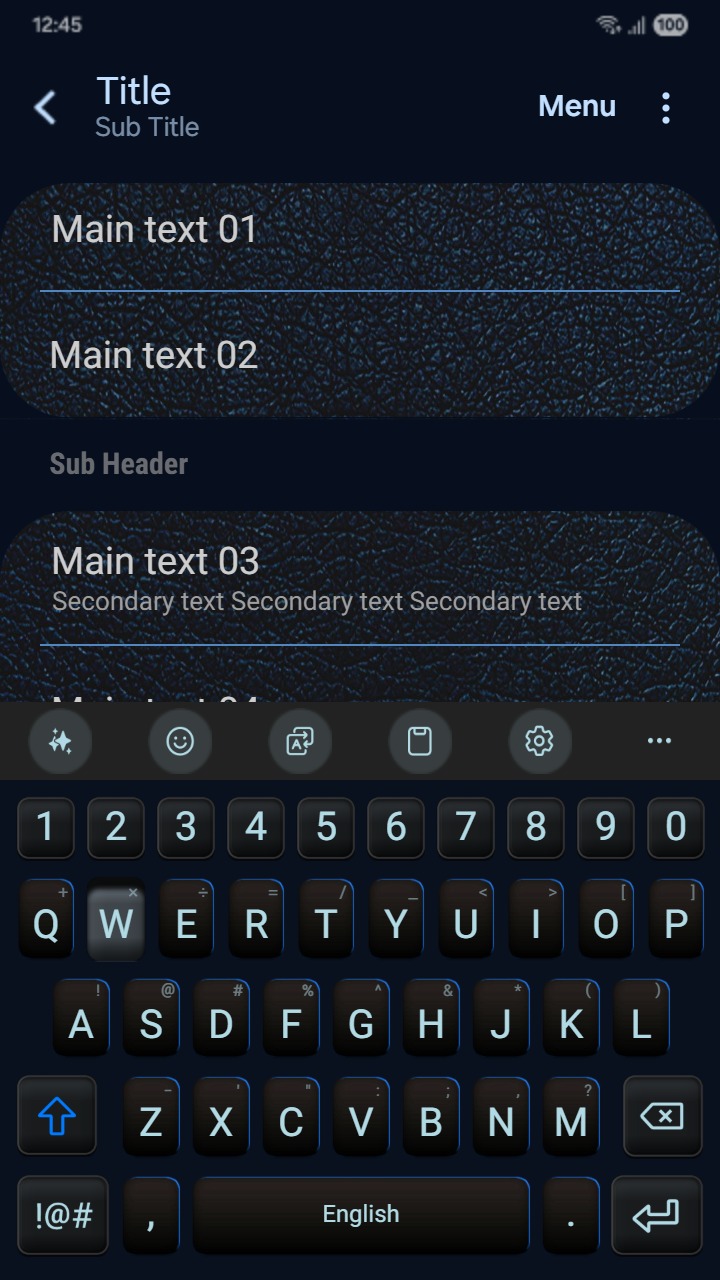 12:45
100
Title
Sub Title
Menu
Main text 01
Main text 02
Sub Header
Main text 03
Secondary text Secondary text Secondary text
1 2 3 4 5 6 7 8 9 0
+ × ÷ = / _ < > [ ]
Q W E R T Y U I O P
! @ # % ^ & * ( )
A S D F G H J K L
- ' " : ; , ?
Z X C V B N M
!@# , English .